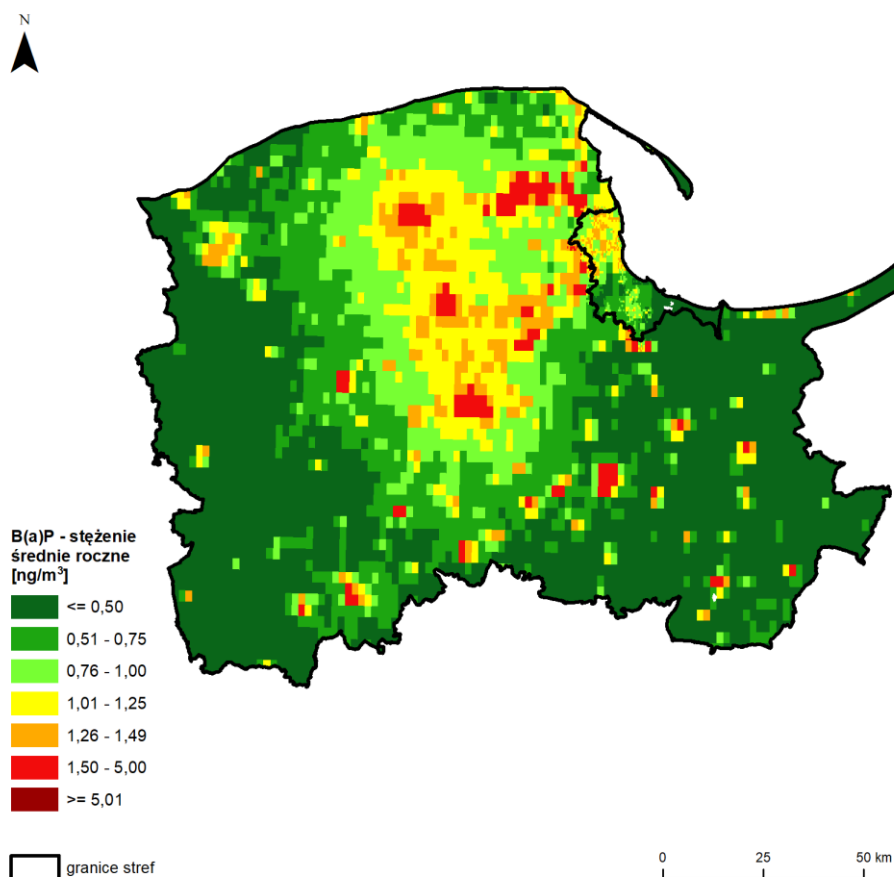 N
B(a)P - stężenie
średnie roczne
[ng/m³]
<= 0,50
0,51 - 0,75
0,76 - 1,00
1,01 - 1,25
1,26 - 1,49
1,50 - 5,00
>= 5,01
granice stref
0 25 50 km